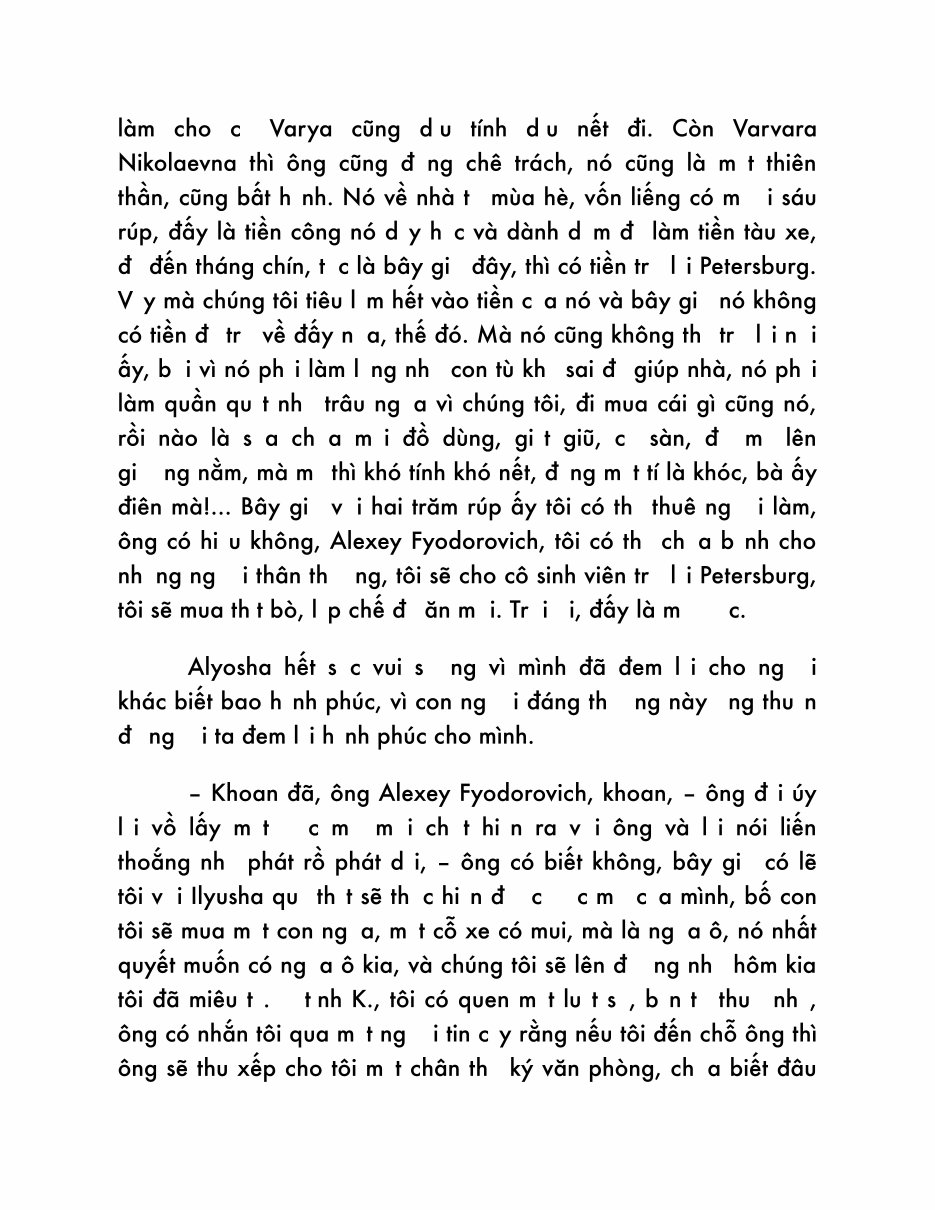 làm cho c Varya cũng d u tính d u nết đi. Còn Varvara
Nikolaevna thì ông cũng đ ng chê trách, nó cũng là m t thiên
thần, cũng bất h nh. Nó về nhà t mùa hè, vốn liếng có m i sáu
rúp, đấy là tiền công nó d y h c và dành d m đ làm tiền tàu xe,
đ đến tháng chín, t c là bây gi đây, thì có tiền tr l i Petersburg.
V y mà chúng tôi tiêu l m hết vào tiền c a nó và bây gi nó không
có tiền đ tr về đấy n a, thế đó. Mà nó cũng không th tr l i n i
ấy, b i vì nó ph i làm l ng nh con tù kh sai đ giúp nhà, nó ph i
làm quần qu t nh trâu ng a vì chúng tôi, đi mua cái gì cũng nó,
rồi nào là s a ch a m i đồ dùng, gi t giũ, c sàn, đ m lên
gi ng nằm, mà m thì khó tính khó nết, đ ng m t tí là khóc, bà ấy
điên mà!... Bây gi v i hai trăm rúp ấy tôi có th thuê ng i làm,
ông có hi u không, Alexey Fyodorovich, tôi có th ch a b nh cho
nh ng ng i thân th ng, tôi sẽ cho cô sinh viên tr l i Petersburg,
tôi sẽ mua th t bò, l p chế đ ăn m i. Tr i i, đấy là m c.
Alyosha hết s c vui s ng vì mình đã đem l i cho ng i
khác biết bao h nh phúc, vì con ng i đáng th ng này ng thu n
đ ng i ta đem l i h nh phúc cho mình.
– Khoan đã, ông Alexey Fyodorovich, khoan, – ông đ i úy
l i vồ lấy m t c m m i ch t hi n ra v i ông và l i nói liến
thoắng nh phát rồ phát d i, – ông có biết không, bây gi có lẽ
tôi v i Ilyusha qu th t sẽ th c hi n đ c c m c a mình, bố con
tôi sẽ mua m t con ng a, m t cỗ xe có mui, mà là ng a ô, nó nhất
quyết muốn có ng a ô kia, và chúng tôi sẽ lên đ ng nh hôm kia
tôi đã miêu t . t nh K., tôi có quen m t lu t s , b n t thu nh ,
ông có nhắn tôi qua m t ng i tin c y rằng nếu tôi đến chỗ ông thì
ông sẽ thu xếp cho tôi m t chân th ký văn phòng, ch a biết đâu